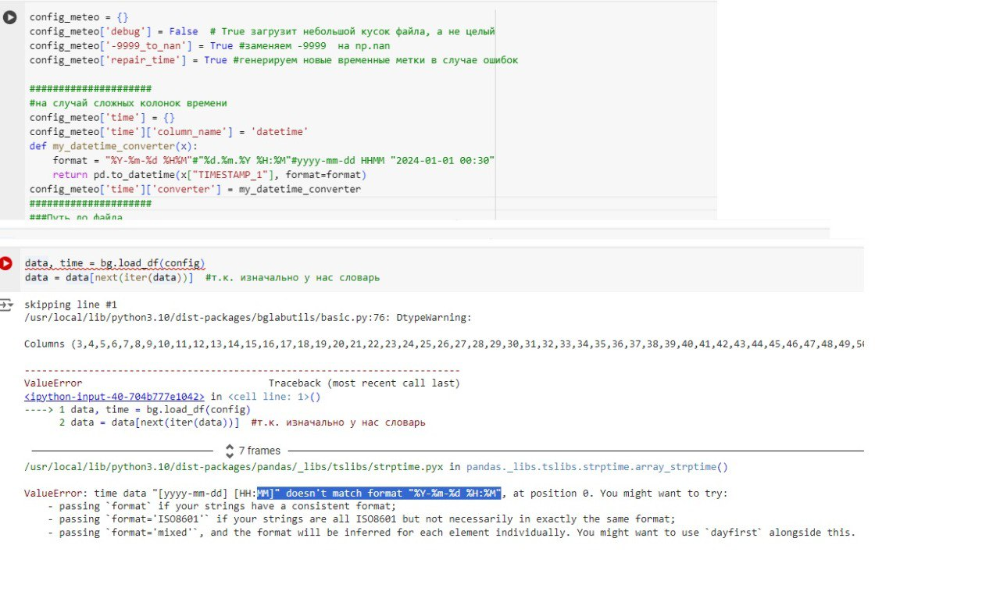 config_meteo = {}
config_meteo['debug'] = False  # True загрузит небольшой кусок файла, а не целый
config_meteo['-9999_to_nan'] = True #заменяем -9999  на np.nan
config_meteo['repair_time'] = True #генерируем новые временные метки в случае ошибок
#####################
#на случай сложных колонок времени
config_meteo['time'] = {}
config_meteo['time']['column_name'] = 'datetime'
def my_datetime_converter(x):
    format = "%Y-%m-%d %H%M"#"%d.%m.%Y %H:%M"#yyyy-mm-dd HHMM "2024-01-01 00:30"
    return pd.to_datetime(x["TIMESTAMP_1"], format=format)
config_meteo['time']['converter'] = my_datetime_converter
#####################
###Путь до файла
data, time = bg.load_df(config)
data = data[next(iter(data))]  #т.к. изначально у нас словарь
skipping line #1
/usr/local/lib/python3.10/dist-packages/bglabutils/basic.py:76: DtypeWarning:
Columns (3,4,5,6,7,8,9,10,11,12,13,14,15,16,17,18,19,20,21,22,23,24,25,26,27,28,29,30,31,32,33,34,35,36,37,38,39,40,41,42,43,44,45,46,47,48,49,
---------------------------------------------------------------------------
ValueError                                Traceback (most recent call last)
<ipython-input-40-704b777e1042> in <cell line: 1>()
----> 1 data, time = bg.load_df(config)
      2 data = data[next(iter(data))]  #т.к. изначально у нас словарь
7 frames
/usr/local/lib/python3.10/dist-packages/pandas/_libs/tslibs/strptime.pyx in pandas._libs.tslibs.strptime.array_strptime()
ValueError: time data "[yyyy-mm-dd] [HH:MM]" doesn't match format "%Y-%m-%d %H:%M", at position 0. You might want to try:
    - passing `format` if your strings have a consistent format;
    - passing `format='ISO8601'` if your strings are all ISO8601 but not necessarily in exactly the same format;
    - passing `format='mixed'`, and the format will be inferred for each element individually. You might want to use `dayfirst` alongside this.